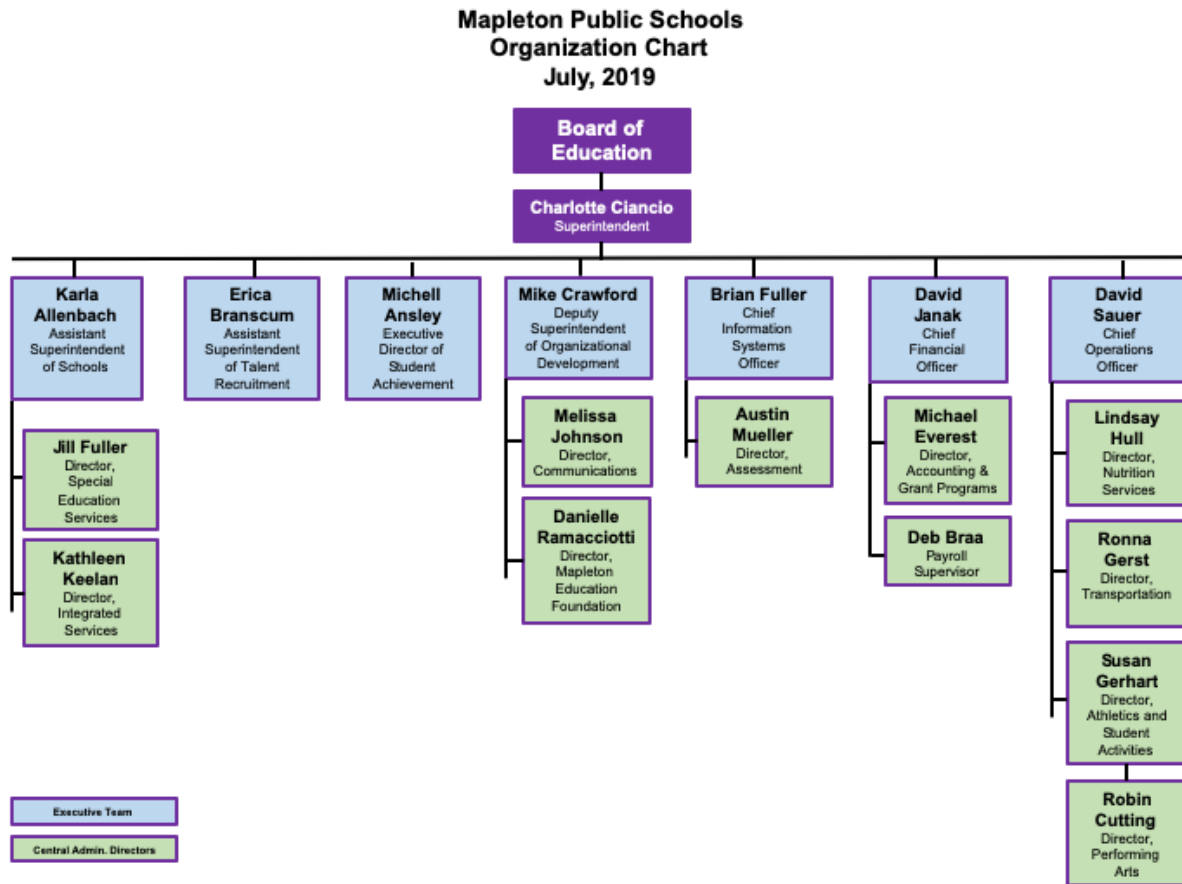 Mapleton Public Schools
Organization Chart
July, 2019
Board of
Education
Charlotte Ciancio
Superintendent
Karla
Allenbach
Assistant
Superintendent
of Schools
Erica
Branscum
Assistant
Superintendent
of Talent
Recruitment
Michell
Ansley
Executive
Director of
Student
Achievement
Mike Crawford
Deputy
Superintendent
of Organizational
Development
Brian Fuller
Chief
Information
Systems
Officer
David
Janak
Chief
Financial
Officer
David
Sauer
Chief
Operations
Officer
Jill Fuller
Director,
Special
Education
Services
Kathleen
Keelan
Director,
Integrated
Services
Melissa
Johnson
Director,
Communications
Danielle
Ramacciotti
Director,
Mapleton
Education
Foundation
Austin
Mueller
Director,
Assessment
Michael
Everest
Director,
Accounting &
Grant Programs
Deb Braa
Payroll
Supervisor
Lindsay
Hull
Director,
Nutrition
Services
Ronna
Gerst
Director,
Transportation
Susan
Gerhart
Director,
Athletics and
Student
Activities
Robin
Cutting
Director,
Performing
Arts
Executive Team
Central Admin. Directors